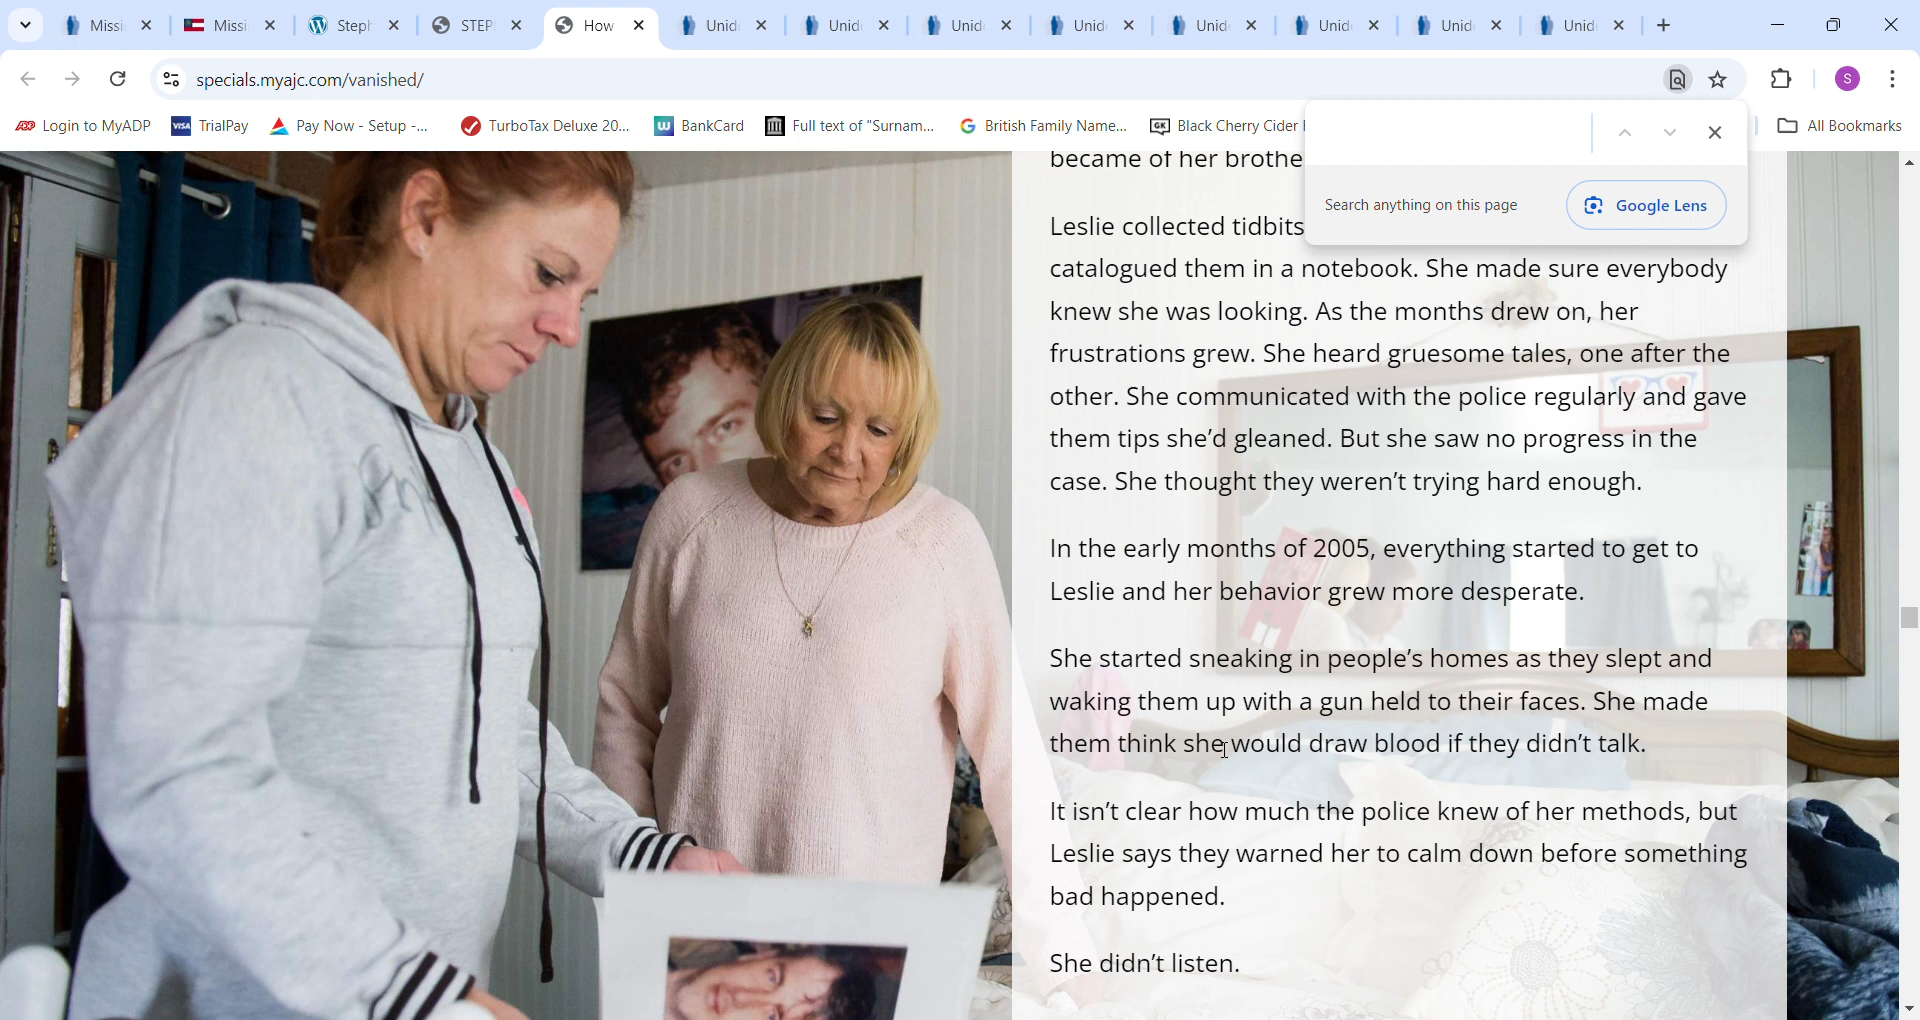 Missi
Missi
Steph
STEP
How
Unid
Unid
Unid
Unid
Unid
Unid
Unid
Unid
specials.myajc.com/vanished/
S
ADP Login to MyADP
VISA TrialPay
Pay Now - Setup -...
TurboTax Deluxe 20...
W BankCard
Full text of "Surnam...
G British Family Name...
GK Black Cherry Cider
All Bookmarks
Search anything on this page
Google Lens
became of her brothe
Leslie collected tidbits
catalogued them in a notebook. She made sure everybody
knew she was looking. As the months drew on, her
frustrations grew. She heard gruesome tales, one after the
other. She communicated with the police regularly and gave
them tips she’d gleaned. But she saw no progress in the
case. She thought they weren’t trying hard enough.
In the early months of 2005, everything started to get to
Leslie and her behavior grew more desperate.
She started sneaking in people’s homes as they slept and
waking them up with a gun held to their faces. She made
them think she would draw blood if they didn’t talk.
It isn’t clear how much the police knew of her methods, but
Leslie says they warned her to calm down before something
bad happened.
She didn’t listen.